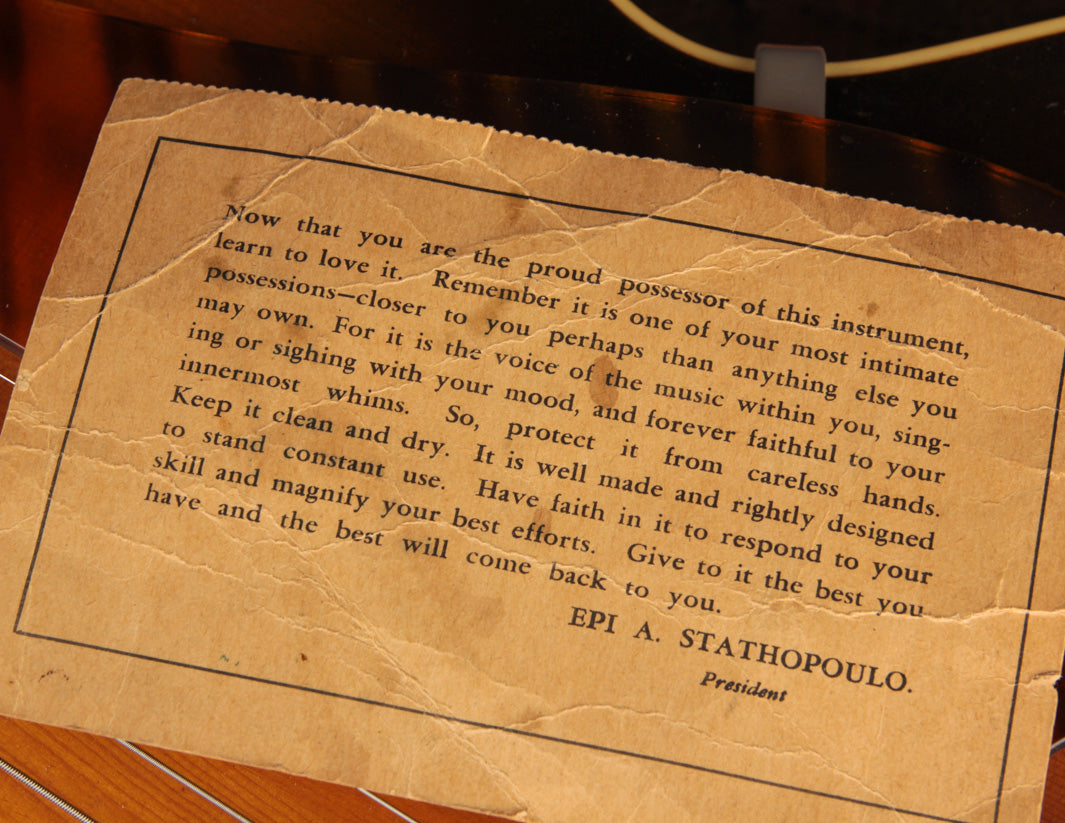 Now that you are the proud possessor of this instrument,
learn to love it. Remember it is one of your most intimate
possessions—closer to you perhaps than anything else you
may own. For it is the voice of the music within you, sing-
ing or sighing with your mood, and forever faithful to your
innermost whims. So, protect it from careless hands.
Keep it clean and dry. It is well made and rightly designed
to stand constant use. Have faith in it to respond to your
skill and magnify your best efforts. Give to it the best you
have and the best will come back to you.
EPI A. STATHOPOULO.
President